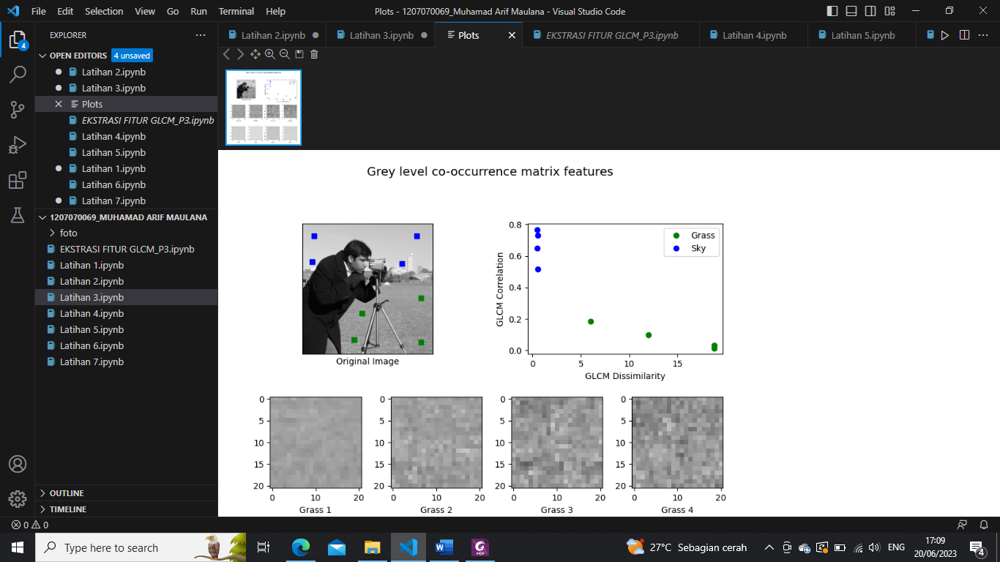 File Edit Selection View Go Run Terminal Help
Plots - 1207070069_Muhamad Arif Maulana - Visual Studio Code
EXPLORER
OPEN EDITORS 4 unsaved
Latihan 2.ipynb
Latihan 3.ipynb
Plots
EKSTRASI FITUR GLCM_P3.ipynb
Latihan 4.ipynb
Latihan 5.ipynb
Latihan 1.ipynb
Latihan 6.ipynb
Latihan 7.ipynb
1207070069_MUHAMAD ARIF MAULANA
foto
EKSTRASI FITUR GLCM_P3.ipynb
Latihan 1.ipynb
Latihan 2.ipynb
Latihan 3.ipynb
Latihan 4.ipynb
Latihan 5.ipynb
Latihan 6.ipynb
Latihan 7.ipynb
OUTLINE
TIMELINE
4
Latihan 2.ipynb Latihan 3.ipynb Plots EKSTRASI FITUR GLCM_P3.ipynb Latihan 4.ipynb Latihan 5.ipynb
Grey level co-occurrence matrix features
Original Image
0.8
0.6
0.4
0.2
0.0
GLCM Correlation
Grass
Sky
0 5 10 15
GLCM Dissimilarity
0
5
10
15
20
0 10 20
Grass 1
0
5
10
15
20
0 10 20
Grass 2
0
5
10
15
20
0 10 20
Grass 3
0
5
10
15
20
0 10 20
Grass 4
0 0
Type here to search
27°C Sebagian cerah
ENG
17:09
20/06/2023
4